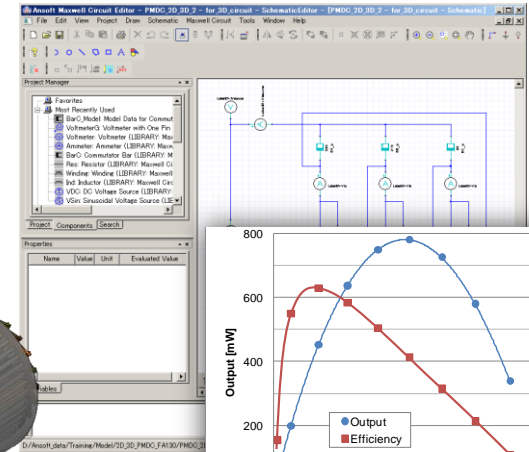 Ansoft Maxwell Circuit Editor - PMDC_2D_3D_2 - for_3D_circuit - SchematicEditor - [PMDC_2D_3D_2 - for_3D_circuit - Schematic]
File Edit View Project Draw Schematic Maxwell Circuit Tools Window Help
Project Manager
Favorites
Most Recently Used
BarC_Model: Model Data for Commut
VoltmeterG: Voltmeter with One Pin
Voltmeter: Voltmeter (LIBRARY: Max
Ammeter: Ammeter (LIBRARY: Maxw
BarC: Commutator Bar (LIBRARY: M
Res: Resistor (LIBRARY: Maxwell Circ
Winding: Winding (LIBRARY: Maxwell
Ind: Inductor (LIBRARY: Maxwell Circ
VDC: DC Voltage Source (LIBRARY:
VSin: Sinusoidal Voltage Source (LIB
Project Components Search
Properties
Name Value Unit Evaluated Value
D:/Ansoft_data/Training/Model/2D_3D_PMDC_FA130/PMDC_2
V
A
A A A
800
600
400
200
Output [mW]
Output
Efficiency